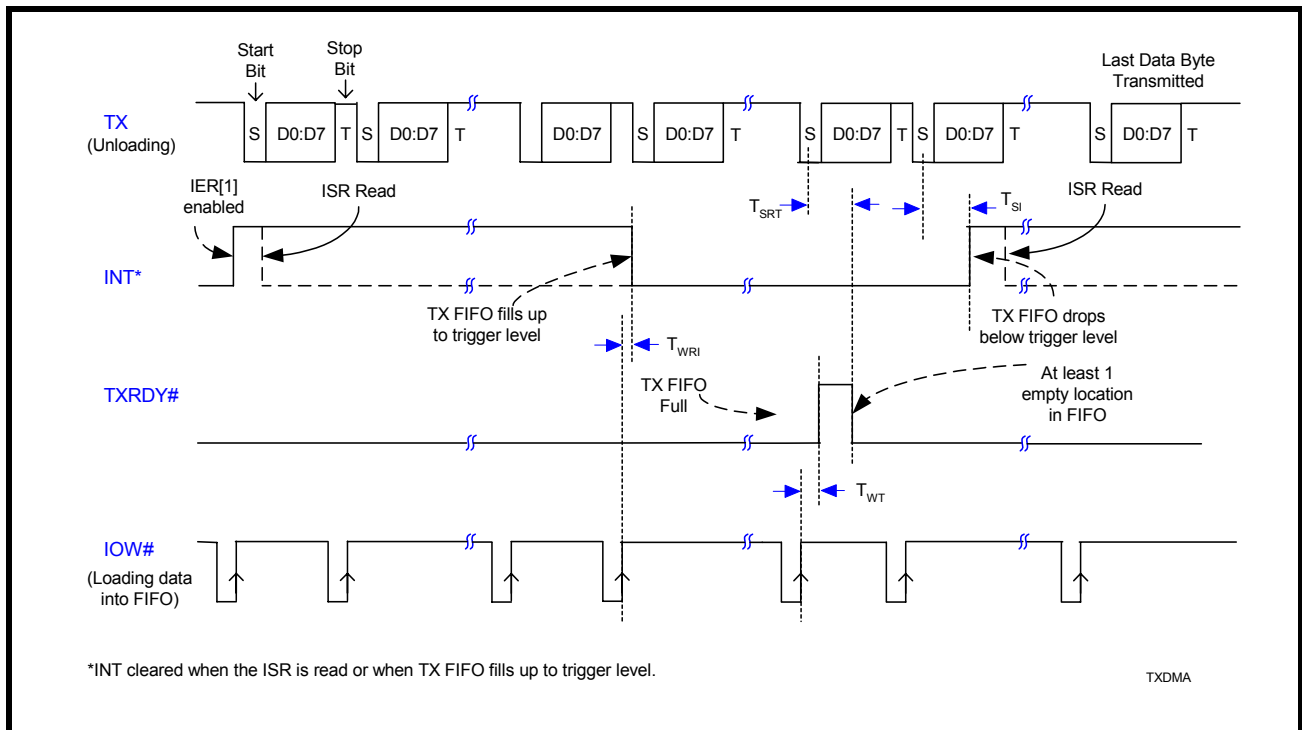 Start
Bit
Stop
Bit
Last Data Byte
Transmitted
TX
(Unloading)
S D0:D7 T S D0:D7 T D0:D7 S D0:D7 T S D0:D7 T S D0:D7 T S D0:D7 T
IER[1]
enabled
ISR Read
T_SRT
T_SI
ISR Read
INT*
TX FIFO fills up
to trigger level
TX FIFO drops
below trigger level
T_WRI
TXRDY#
TX FIFO
Full
At least 1
empty location
in FIFO
T_WT
IOW#
(Loading data
into FIFO)
*INT cleared when the ISR is read or when TX FIFO fills up to trigger level.
TXDMA